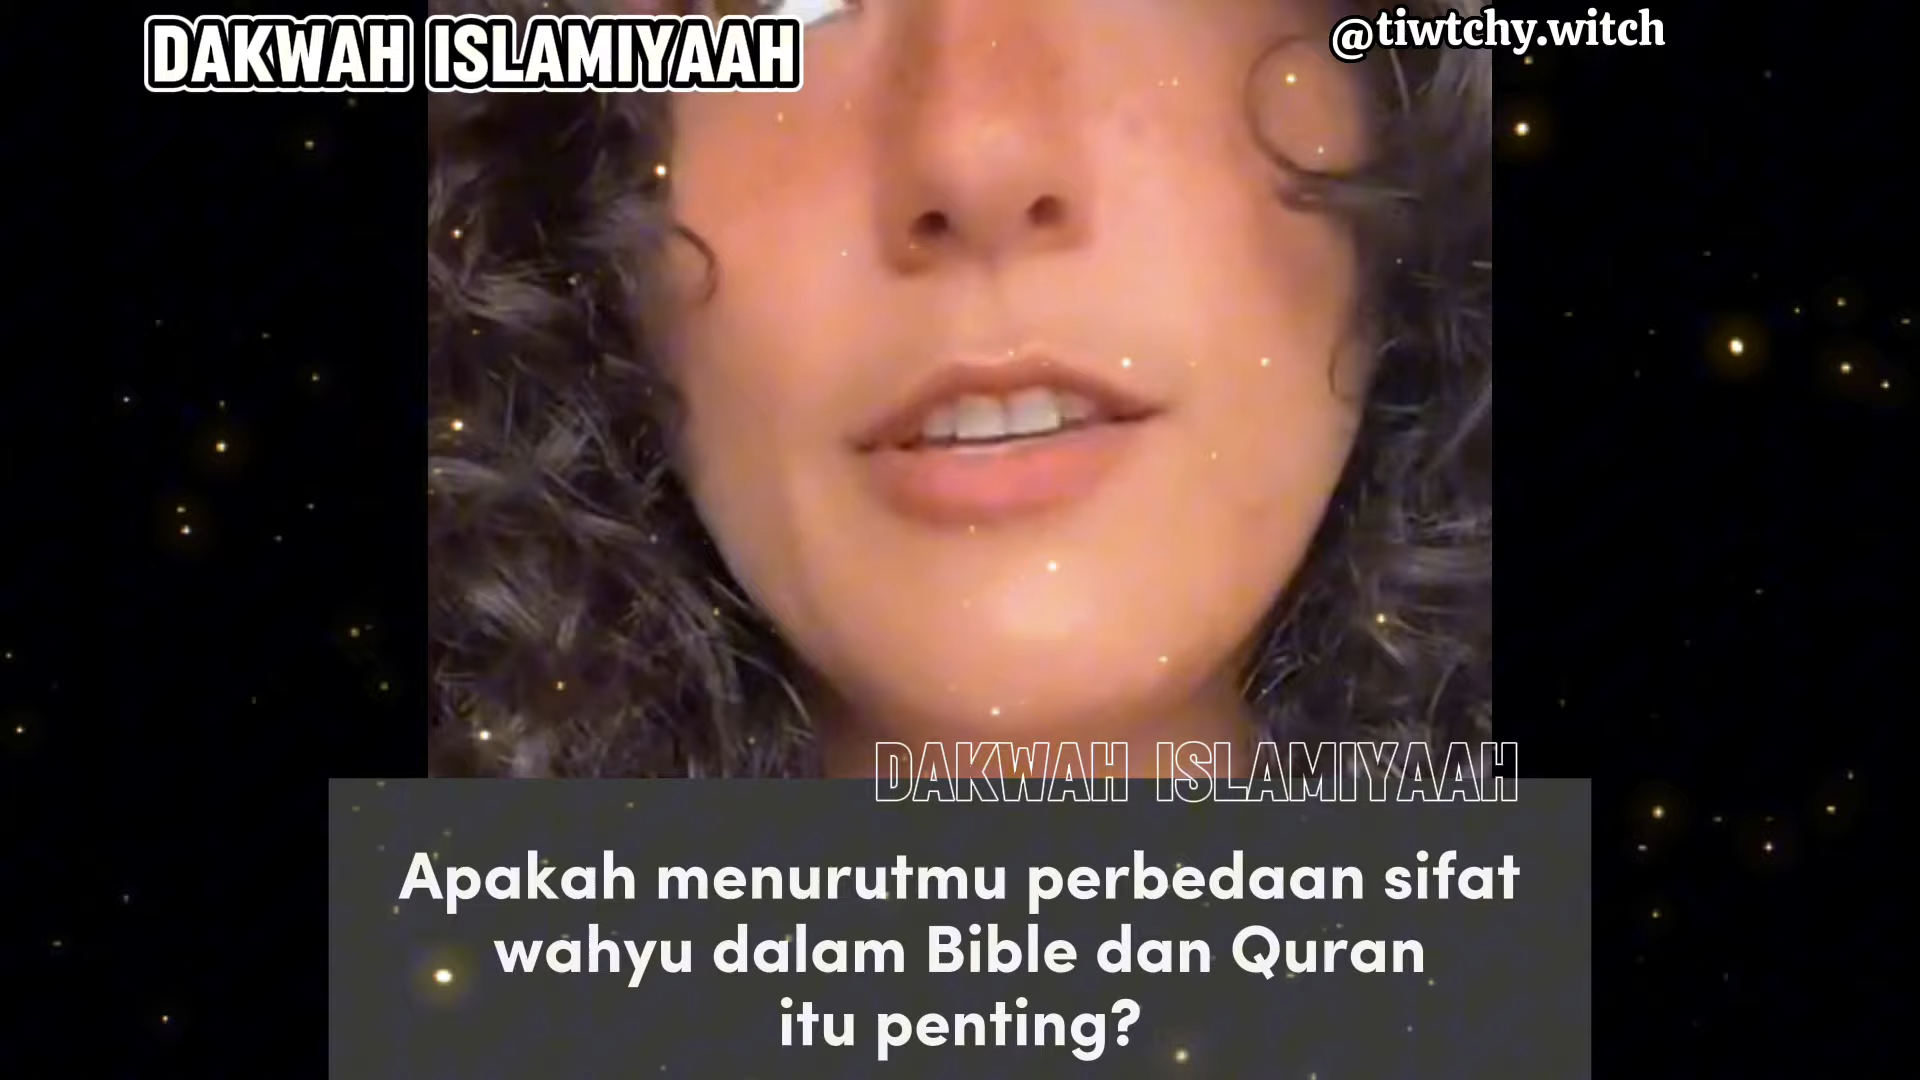 DAKWAH ISLAMIYAAH
@tiwtchy.witch
DAKWAH ISLAMIYAAH
Apakah menurutmu perbedaan sifat
wahyu dalam Bible dan Quran
itu penting?